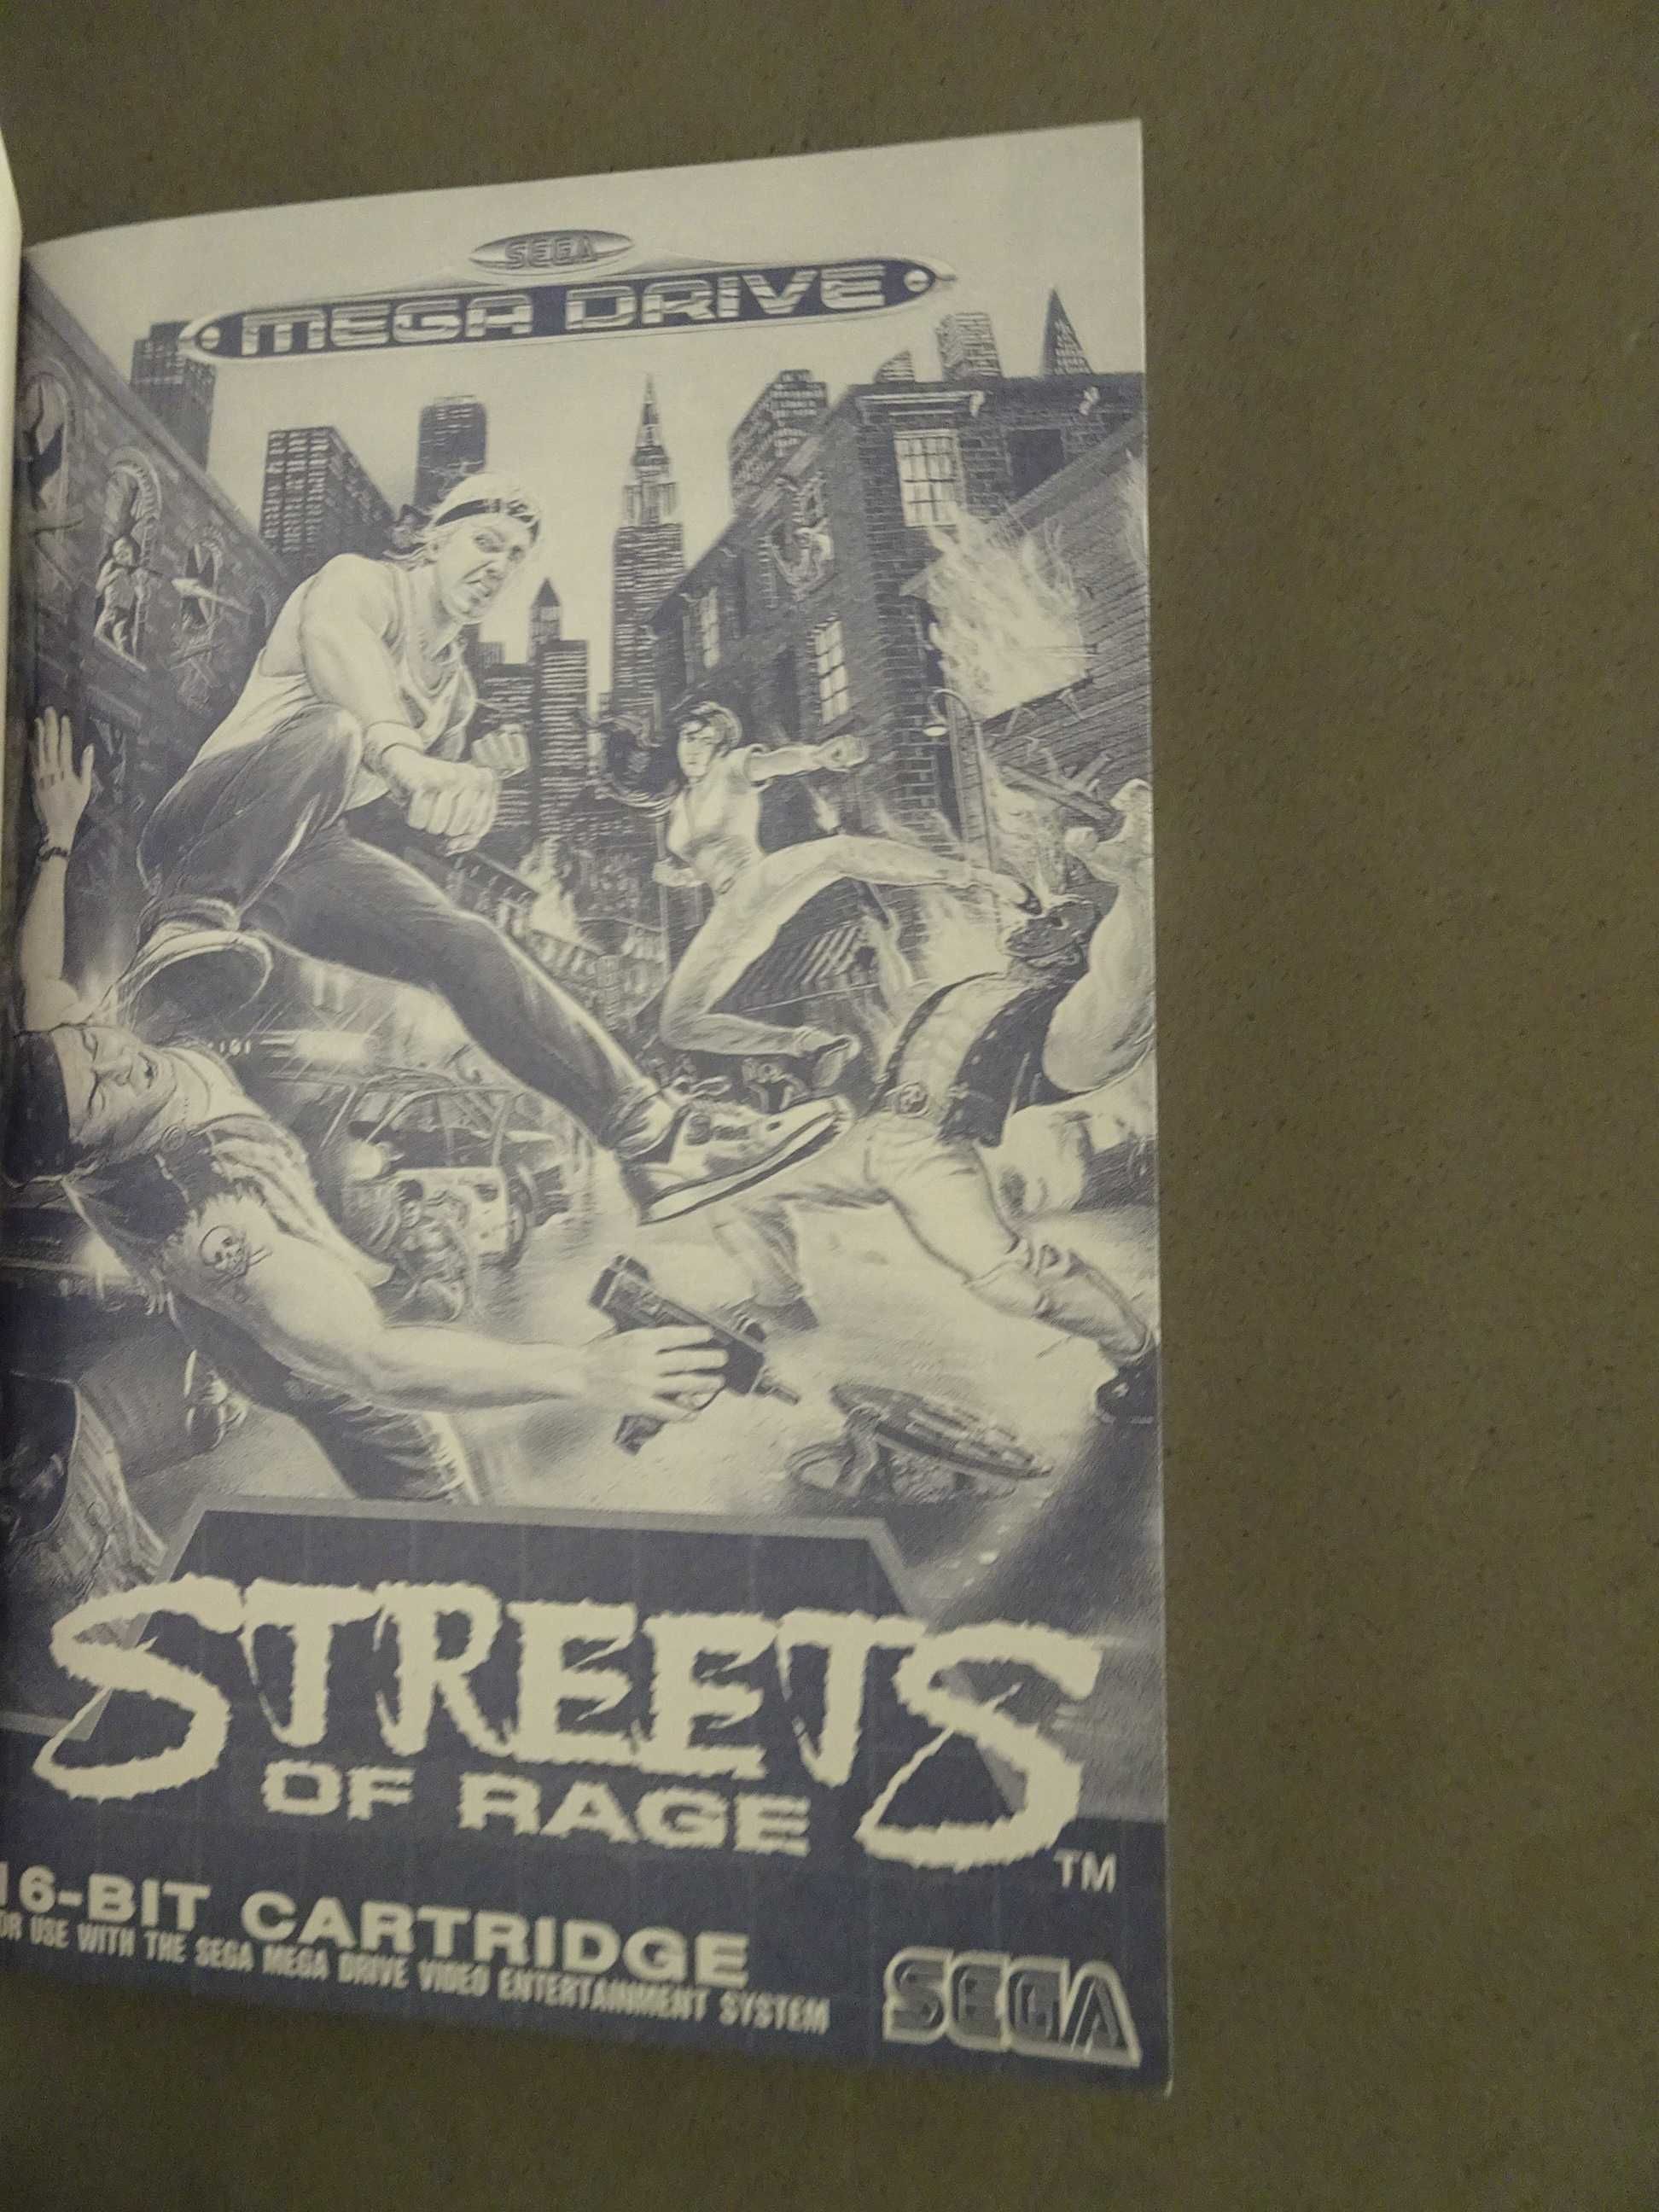 SEGA
MEGA DRIVE
STREETS
OF RAGE
TM
16-BIT CARTRIDGE
USE WITH THE SEGA MEGA DRIVE VIDEO ENTERTAINMENT SYSTEM
SEGA